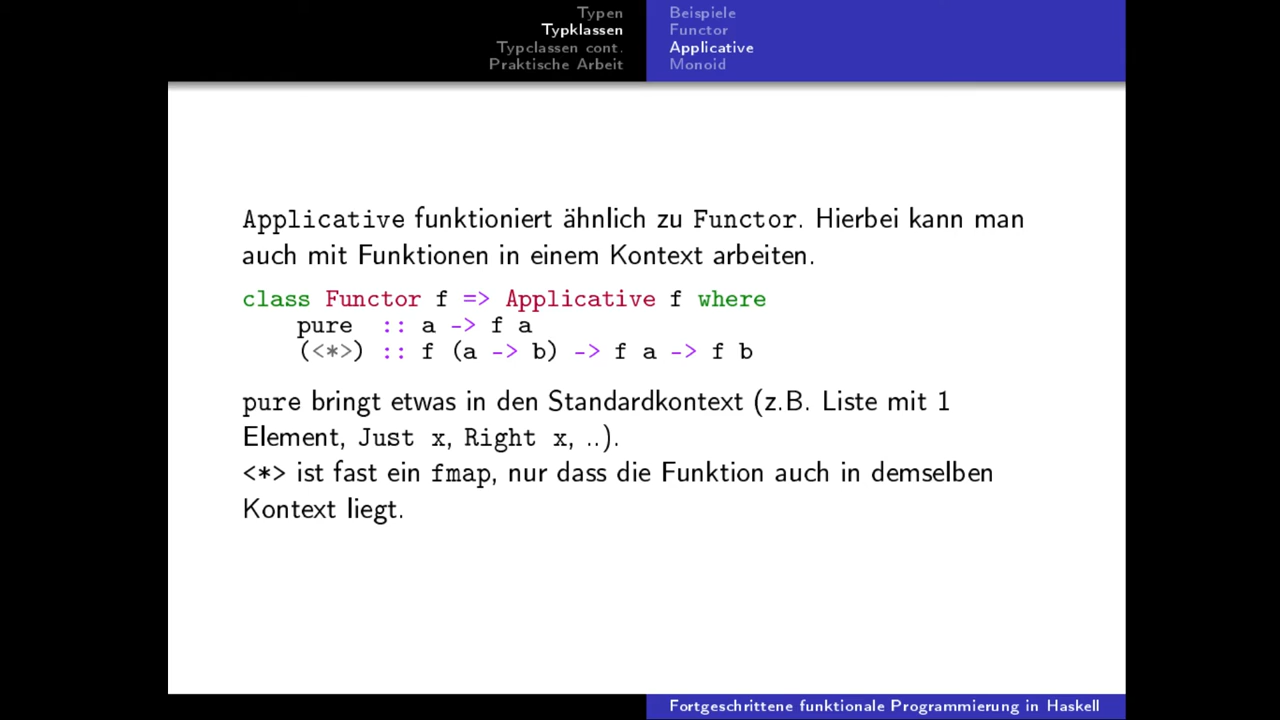 Typen
Typklassen
Typclassen cont.
Praktische Arbeit
Beispiele
Functor
Applicative
Monoid
Applicative funktioniert ähnlich zu Functor. Hierbei kann man
auch mit Funktionen in einem Kontext arbeiten.
class Functor f => Applicative f where
pure :: a -> f a
(<*>) :: f (a -> b) -> f a -> f b
pure bringt etwas in den Standardkontext (z.B. Liste mit 1
Element, Just x, Right x, ..).
<*> ist fast ein fmap, nur dass die Funktion auch in demselben
Kontext liegt.
Fortgeschrittene funktionale Programmierung in Haskell